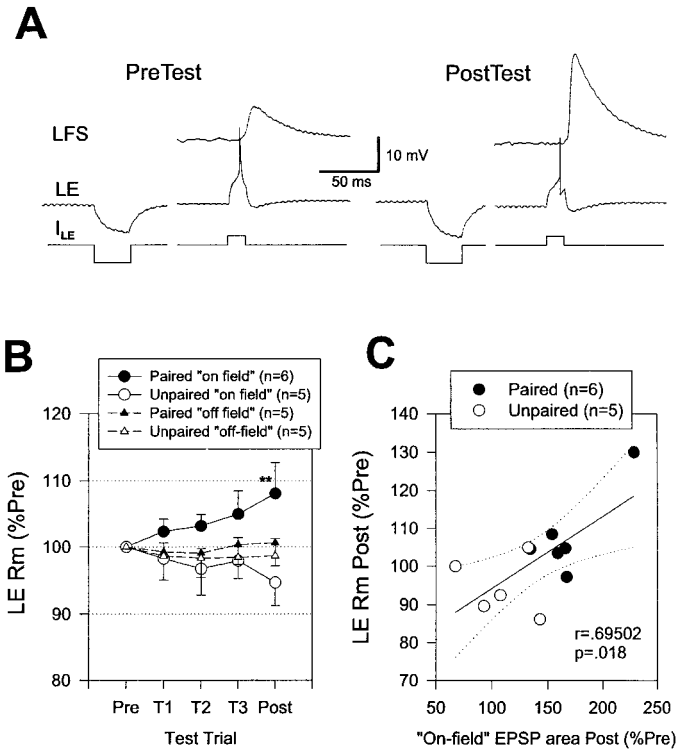 A
PreTest
PostTest
LFS
10 mV
50 ms
LE
I LE
B
Paired "on field" (n=6)
Unpaired "on field" (n=5)
Paired "off field" (n=5)
Unpaired "off-field" (n=5)
120
110
100
90
80
LE Rm (%Pre)
**
Pre T1 T2 T3 Post
Test Trial
C
Paired (n=6)
Unpaired (n=5)
140
130
120
110
100
90
80
70
LE Rm Post (%Pre)
r=.69502
p=.018
50 100 150 200 250
"On-field" EPSP area Post (%Pre)